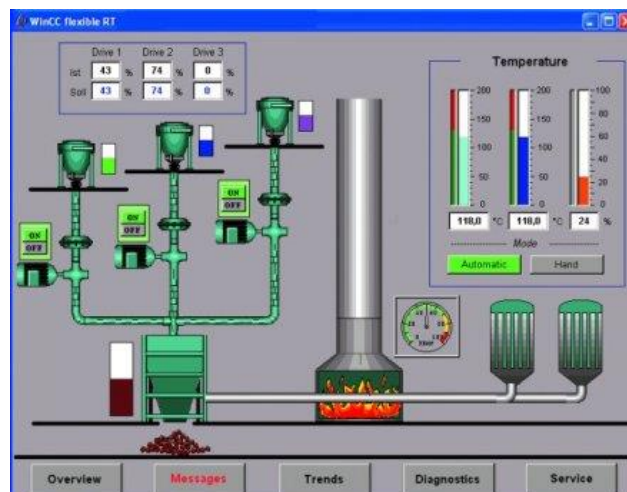 WinCC flexible RT
Drive 1 Drive 2 Drive 3
Ist 43 % 74 % 0 %
Soll 43 % 74 % 0 %
Temperature
200 200 100
150 150 80
60
100 100
40
50 50
20
0 0 0
118,0 °C 118,0 °C 24 %
Mode
Automatic Hand
ON
OFF
ON
OFF
ON
OFF
Overview Messages Trends Diagnostics Service